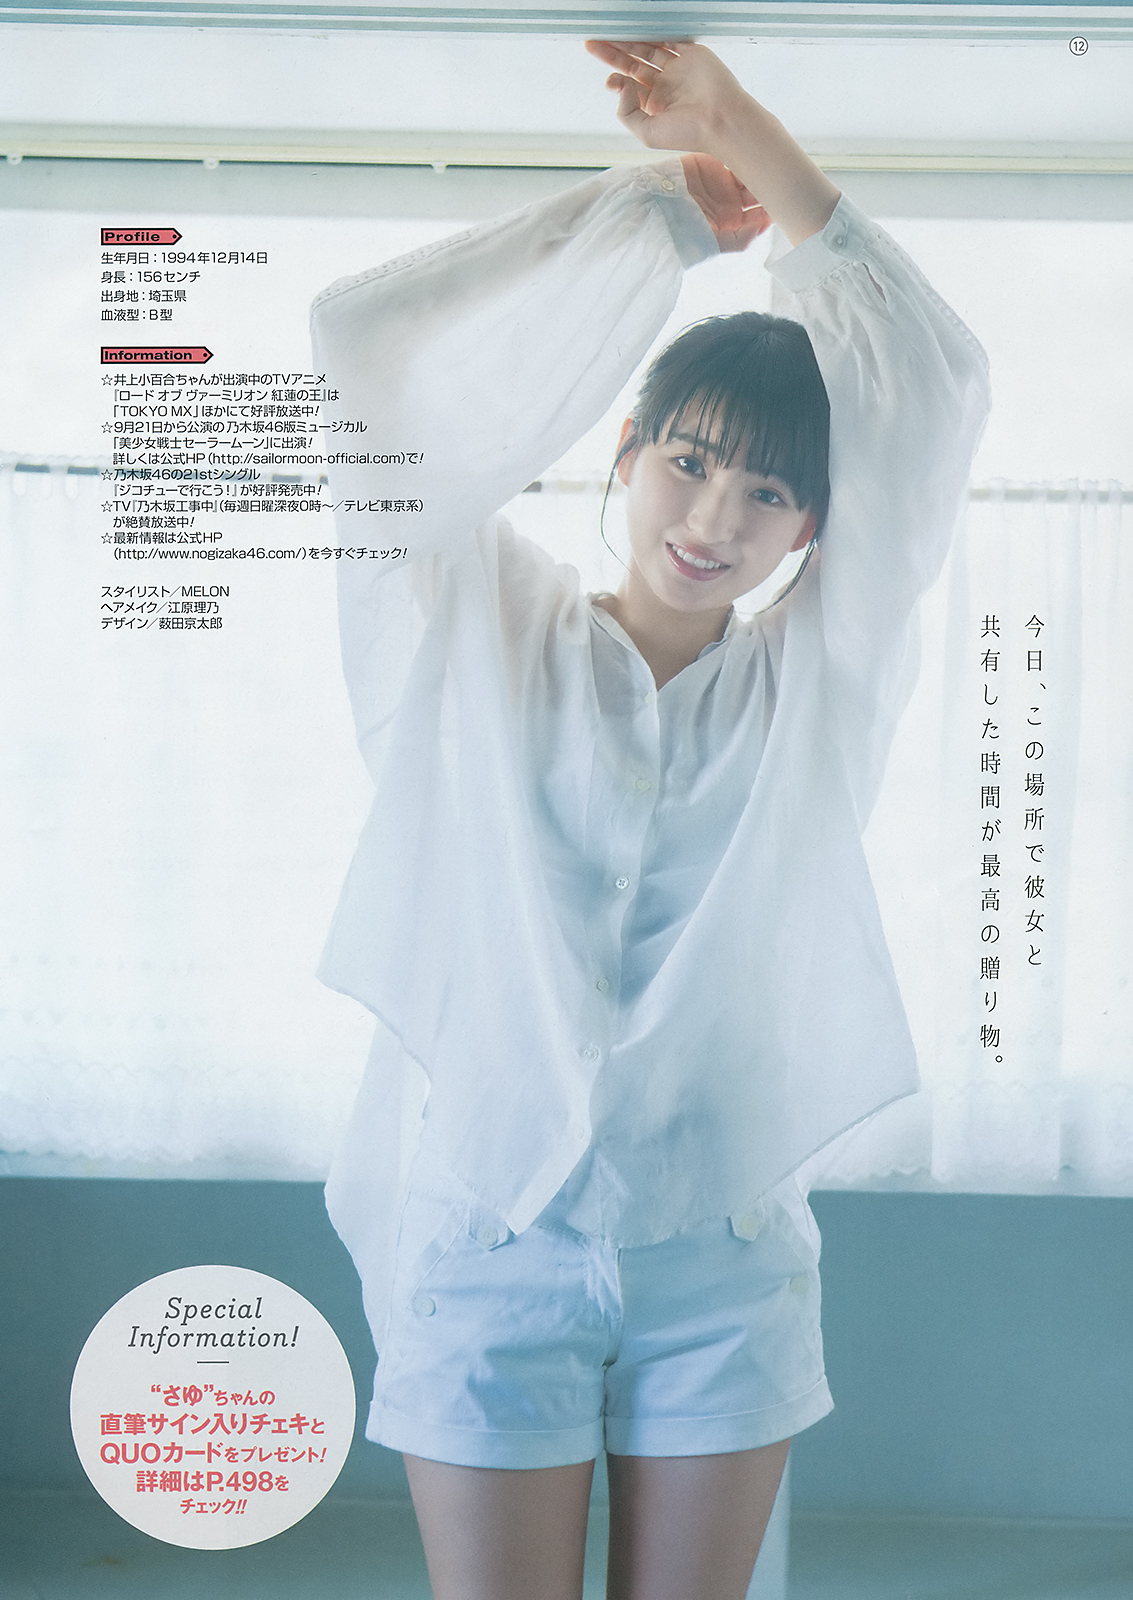 12
Profile
生年月日：1994年12月14日
身長：156センチ
出身地：埼玉県
血液型：B型
Information
☆井上小百合ちゃんが出演中のTVアニメ
『ロード オブ ヴァーミリオン 紅蓮の王』は
「TOKYO MX」ほかにて好評放送中!
☆9月21日から公演の乃木坂46版ミュージカル
「美少女戦士セーラームーン」に出演!
詳しくは公式HP（http://sailormoon-official.com）で!
☆乃木坂46の21stシングル
『ジコチューで行こう!』が好評発売中!
☆TV『乃木坂工事中』（毎週日曜深夜0時～／テレビ東京系）
が絶賛放送中!
☆最新情報は公式HP
（http://www.nogizaka46.com/）を今すぐチェック!
スタイリスト／MELON
ヘアメイク／江原理乃
デザイン／薮田京太郎
今日、この場所で彼女と
共有した時間が最高の贈り物。
Special
Information!
“さゆ”ちゃんの
直筆サイン入りチェキと
QUOカードをプレゼント!
詳細はP.498を
チェック!!